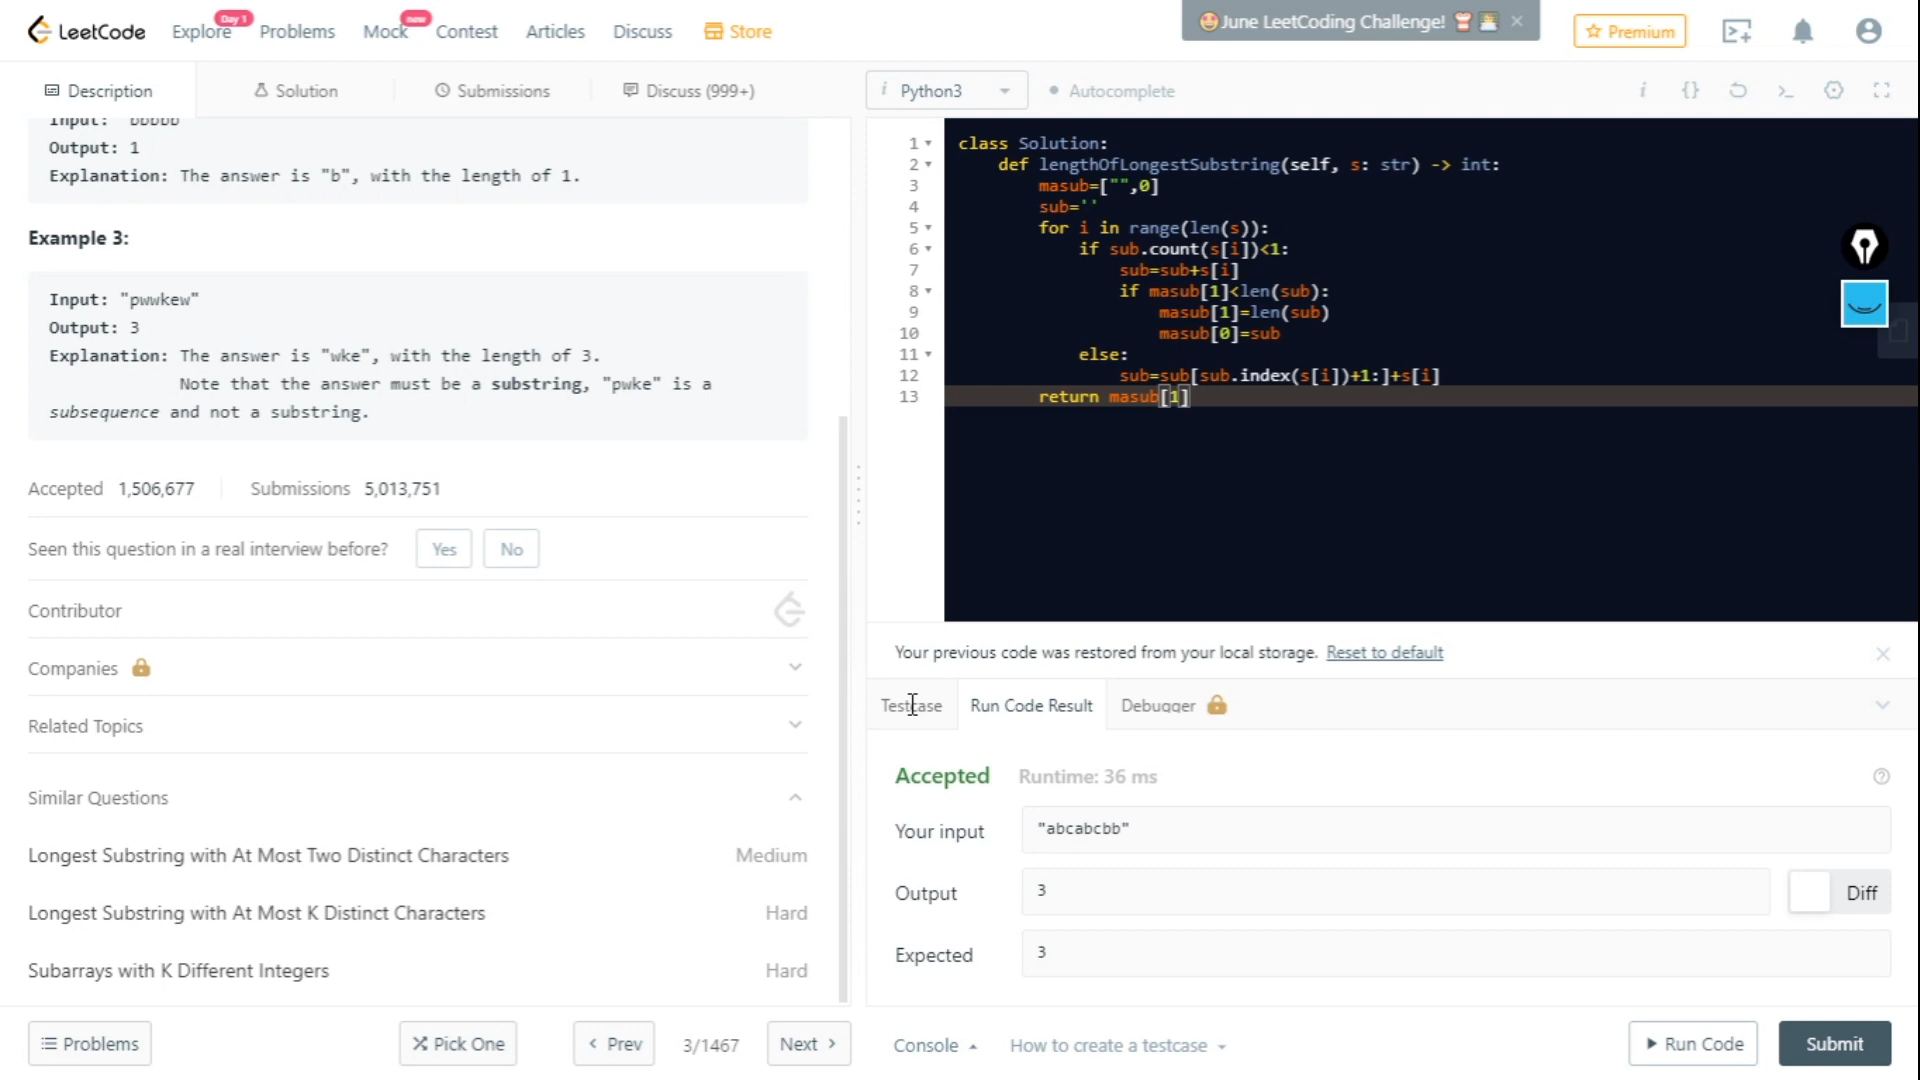 LeetCode
Explore
Day 1
Problems
Mock
new
Contest
Articles
Discuss
Store
June LeetCoding Challenge!
Premium
Description
Solution
Submissions
Discuss (999+)
Input: "bbbbb"
Output: 1
Explanation: The answer is "b", with the length of 1.
Example 3:
Input: "pwwkew"
Output: 3
Explanation: The answer is "wke", with the length of 3.
Note that the answer must be a substring, "pwke" is a
subsequence and not a substring.
Accepted 1,506,677 Submissions 5,013,751
Seen this question in a real interview before? Yes No
Contributor
Companies
Related Topics
Similar Questions
Longest Substring with At Most Two Distinct Characters Medium
Longest Substring with At Most K Distinct Characters Hard
Subarrays with K Different Integers Hard
Problems
Pick One
Prev
3/1467
Next
i Python3
Autocomplete
1 class Solution:
2 def lengthOfLongestSubstring(self, s: str) -> int:
3 masub=["",0]
4 sub=''
5 for i in range(len(s)):
6 if sub.count(s[i])<1:
7 sub=sub+s[i]
8 if masub[1]<len(sub):
9 masub[1]=len(sub)
10 masub[0]=sub
11 else:
12 sub=sub[sub.index(s[i])+1:]+s[i]
13 return masub[1]
Your previous code was restored from your local storage. Reset to default
Testcase
Run Code Result
Debugger
Accepted Runtime: 36 ms
Your input "abcabcbb"
Output 3 Diff
Expected 3
Console
How to create a testcase
Run Code
Submit